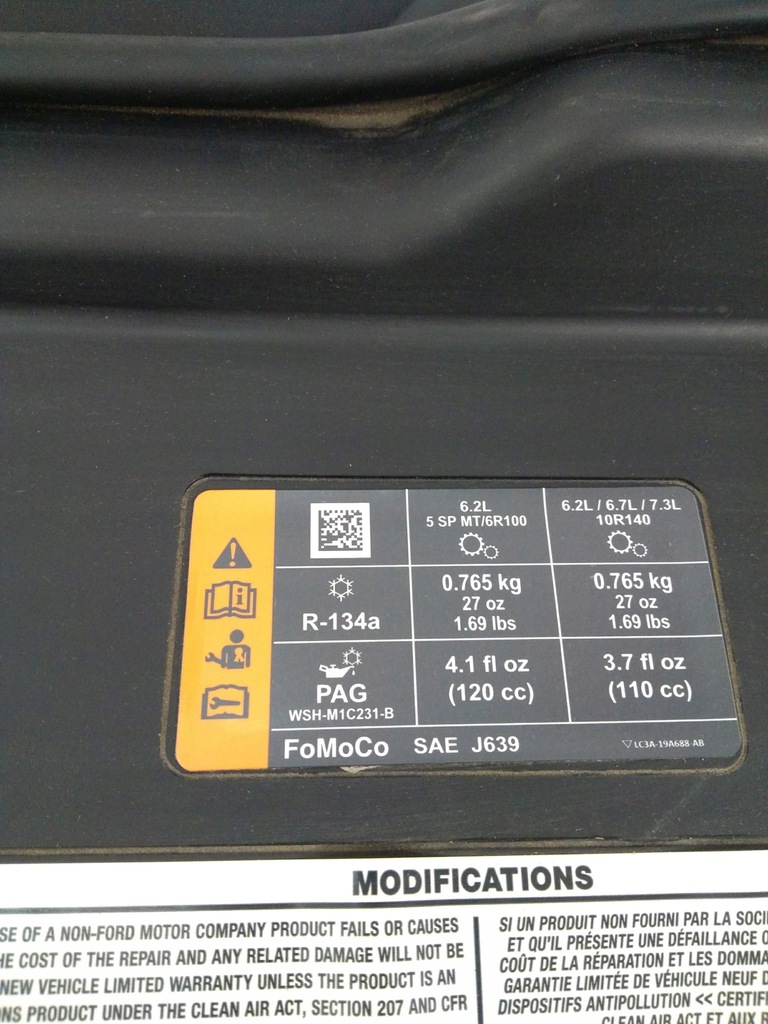 6.2L
5 SP MT/6R100
6.2L / 6.7L / 7.3L
10R140
R-134a
0.765 kg
27 oz
1.69 lbs
0.765 kg
27 oz
1.69 lbs
PAG
WSH-M1C231-B
4.1 fl oz
(120 cc)
3.7 fl oz
(110 cc)
FoMoCo SAE J639
LC3A-19A688-AB
MODIFICATIONS
SE OF A NON-FORD MOTOR COMPANY PRODUCT FAILS OR CAUSES
HE COST OF THE REPAIR AND ANY RELATED DAMAGE WILL NOT BE
NEW VEHICLE LIMITED WARRANTY UNLESS THE PRODUCT IS AN
NS PRODUCT UNDER THE CLEAN AIR ACT, SECTION 207 AND CFR
SI UN PRODUIT NON FOURNI PAR LA SOCI
ET QU'IL PRÉSENTE UNE DÉFAILLANCE O
COÛT DE LA RÉPARATION ET LES DOMMA
GARANTIE LIMITÉE DE VÉHICULE NEUF D
DISPOSITIFS ANTIPOLLUTION << CERTIFI
CLEAN AIR ACT ET AUX R